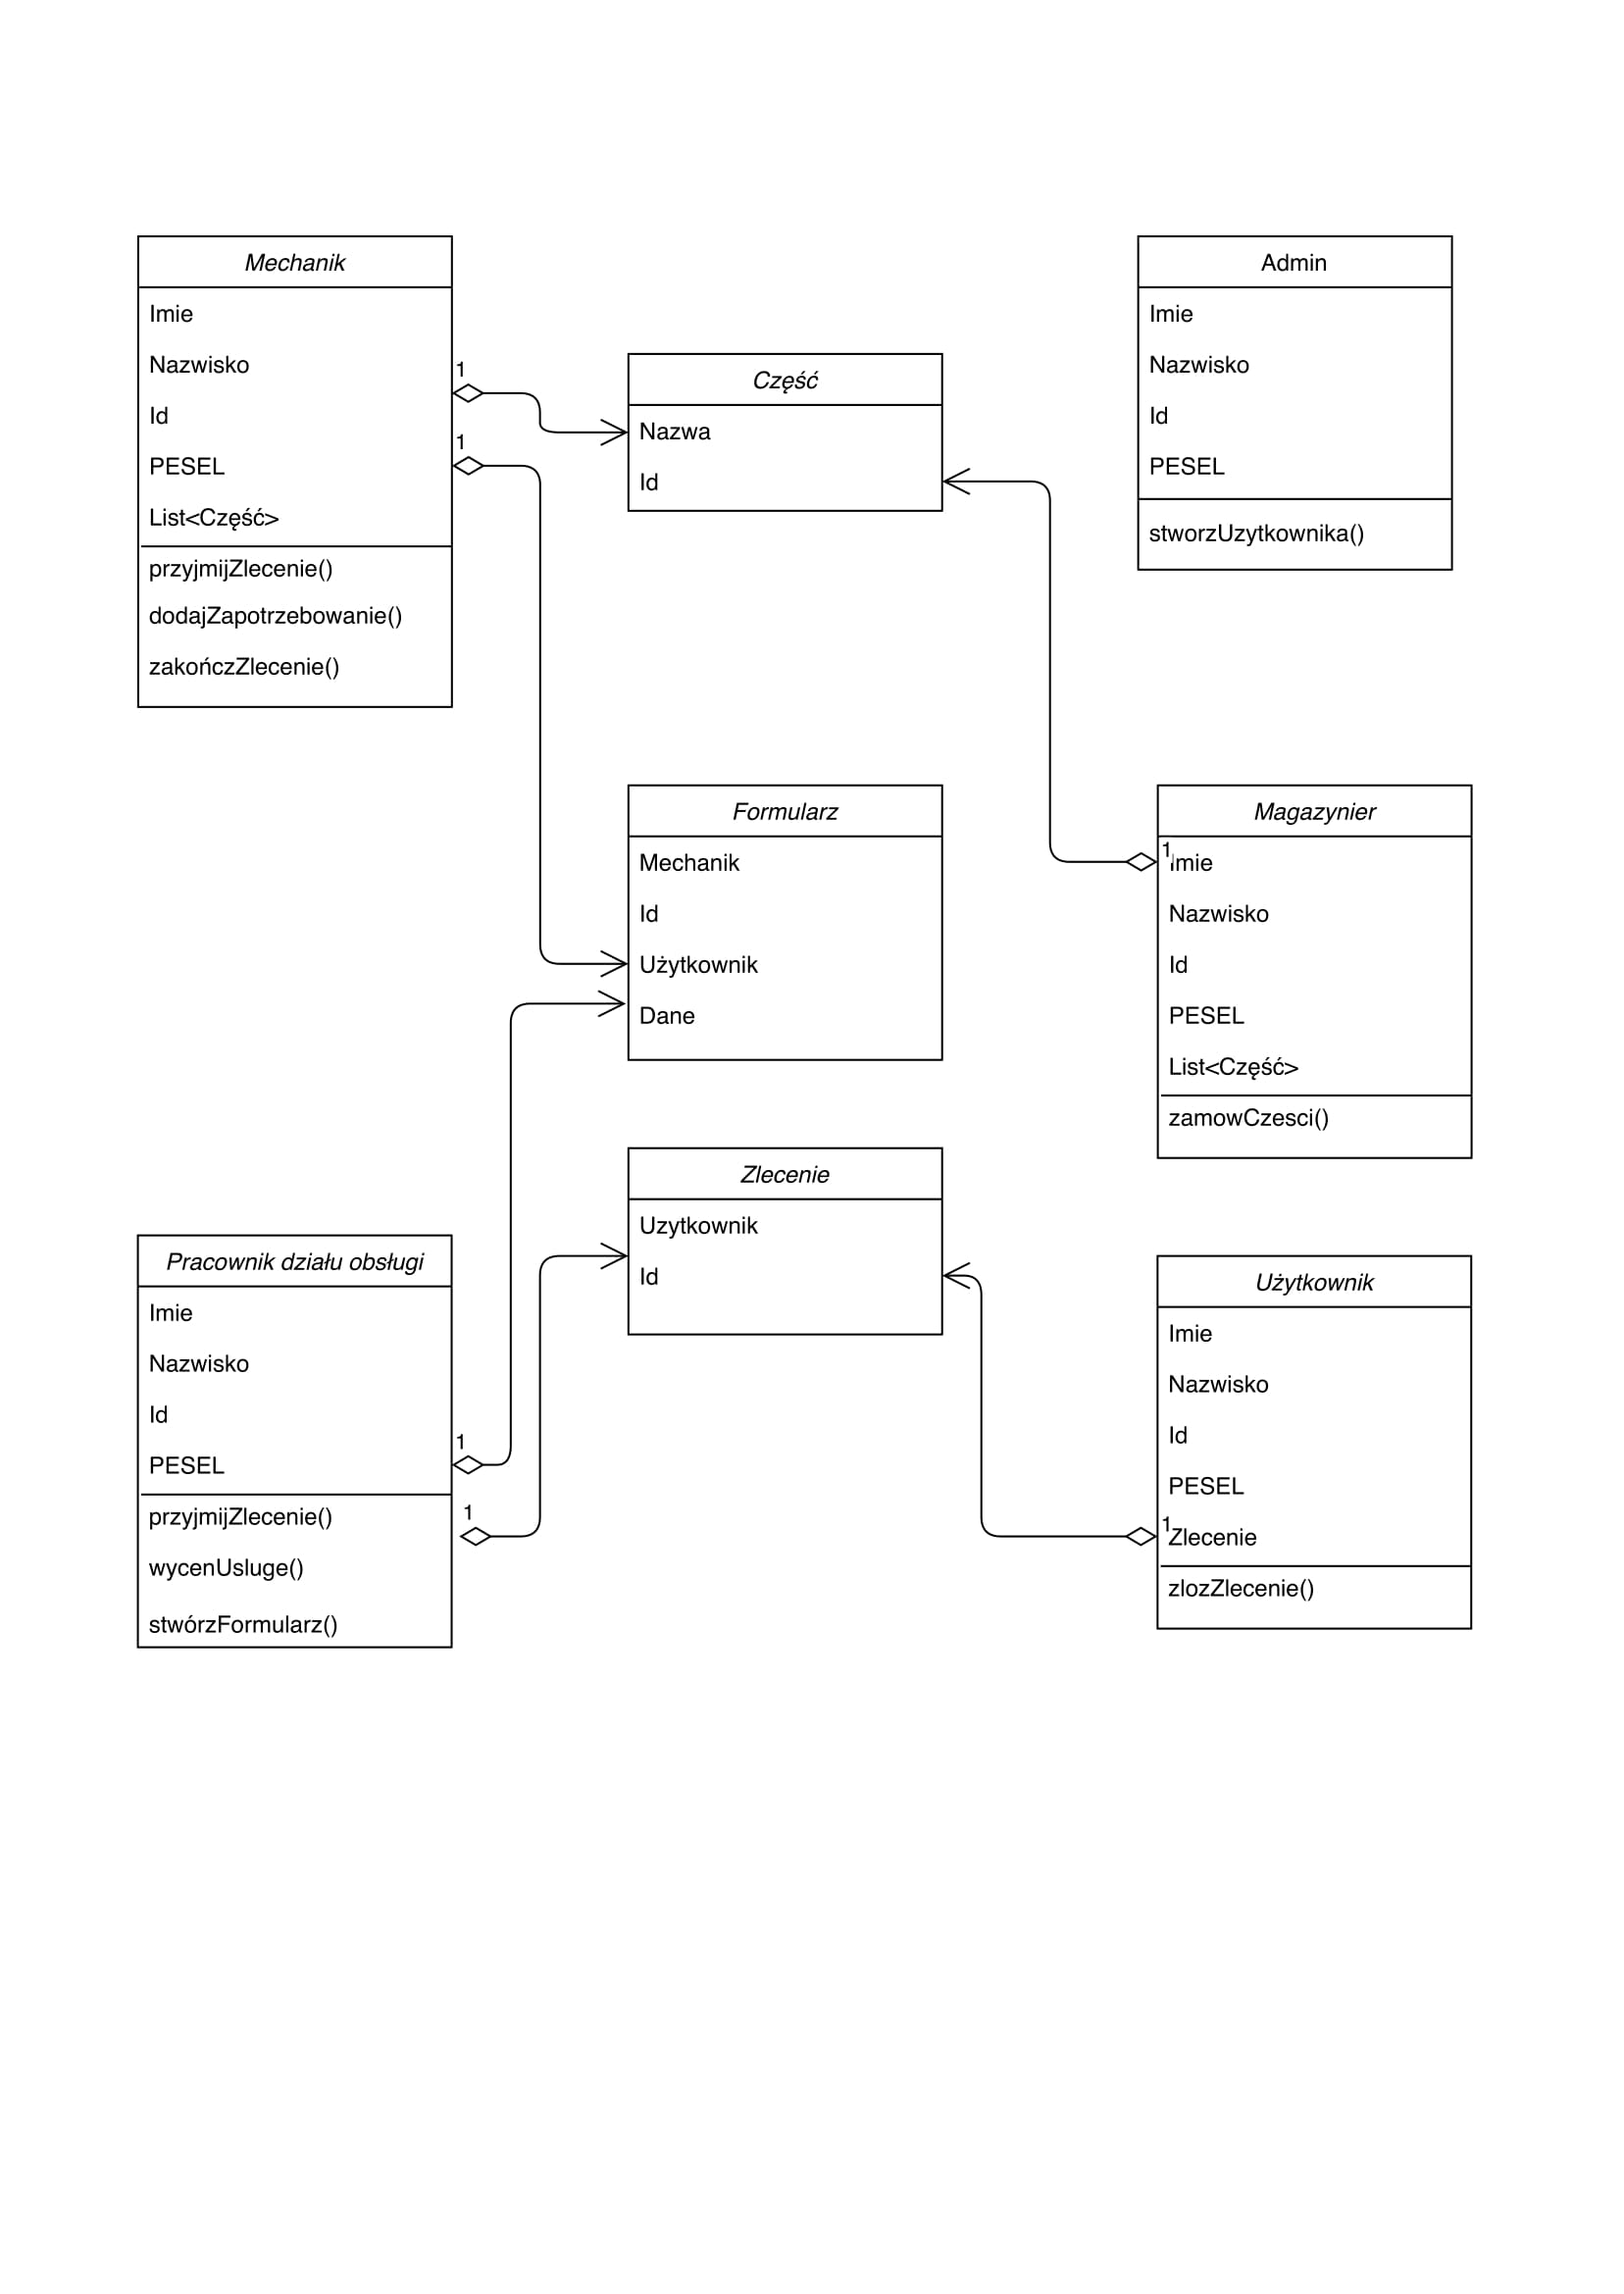 Mechanik
Imie
Nazwisko
Id
PESEL
List<Część>
przyjmijZlecenie()
dodajZapotrzebowanie()
zakończZlecenie()
1
1
Część
Nazwa
Id
Admin
Imie
Nazwisko
Id
PESEL
stworzUzytkownika()
Formularz
Mechanik
Id
Użytkownik
Dane
Magazynier
1
Imie
Nazwisko
Id
PESEL
List<Część>
zamowCzesci()
Zlecenie
Uzytkownik
Id
Pracownik działu obsługi
Imie
Nazwisko
Id
PESEL
przyjmijZlecenie()
wycenUsluge()
stwórzFormularz()
1
1
Użytkownik
Imie
Nazwisko
Id
PESEL
1
Zlecenie
zlozZlecenie()